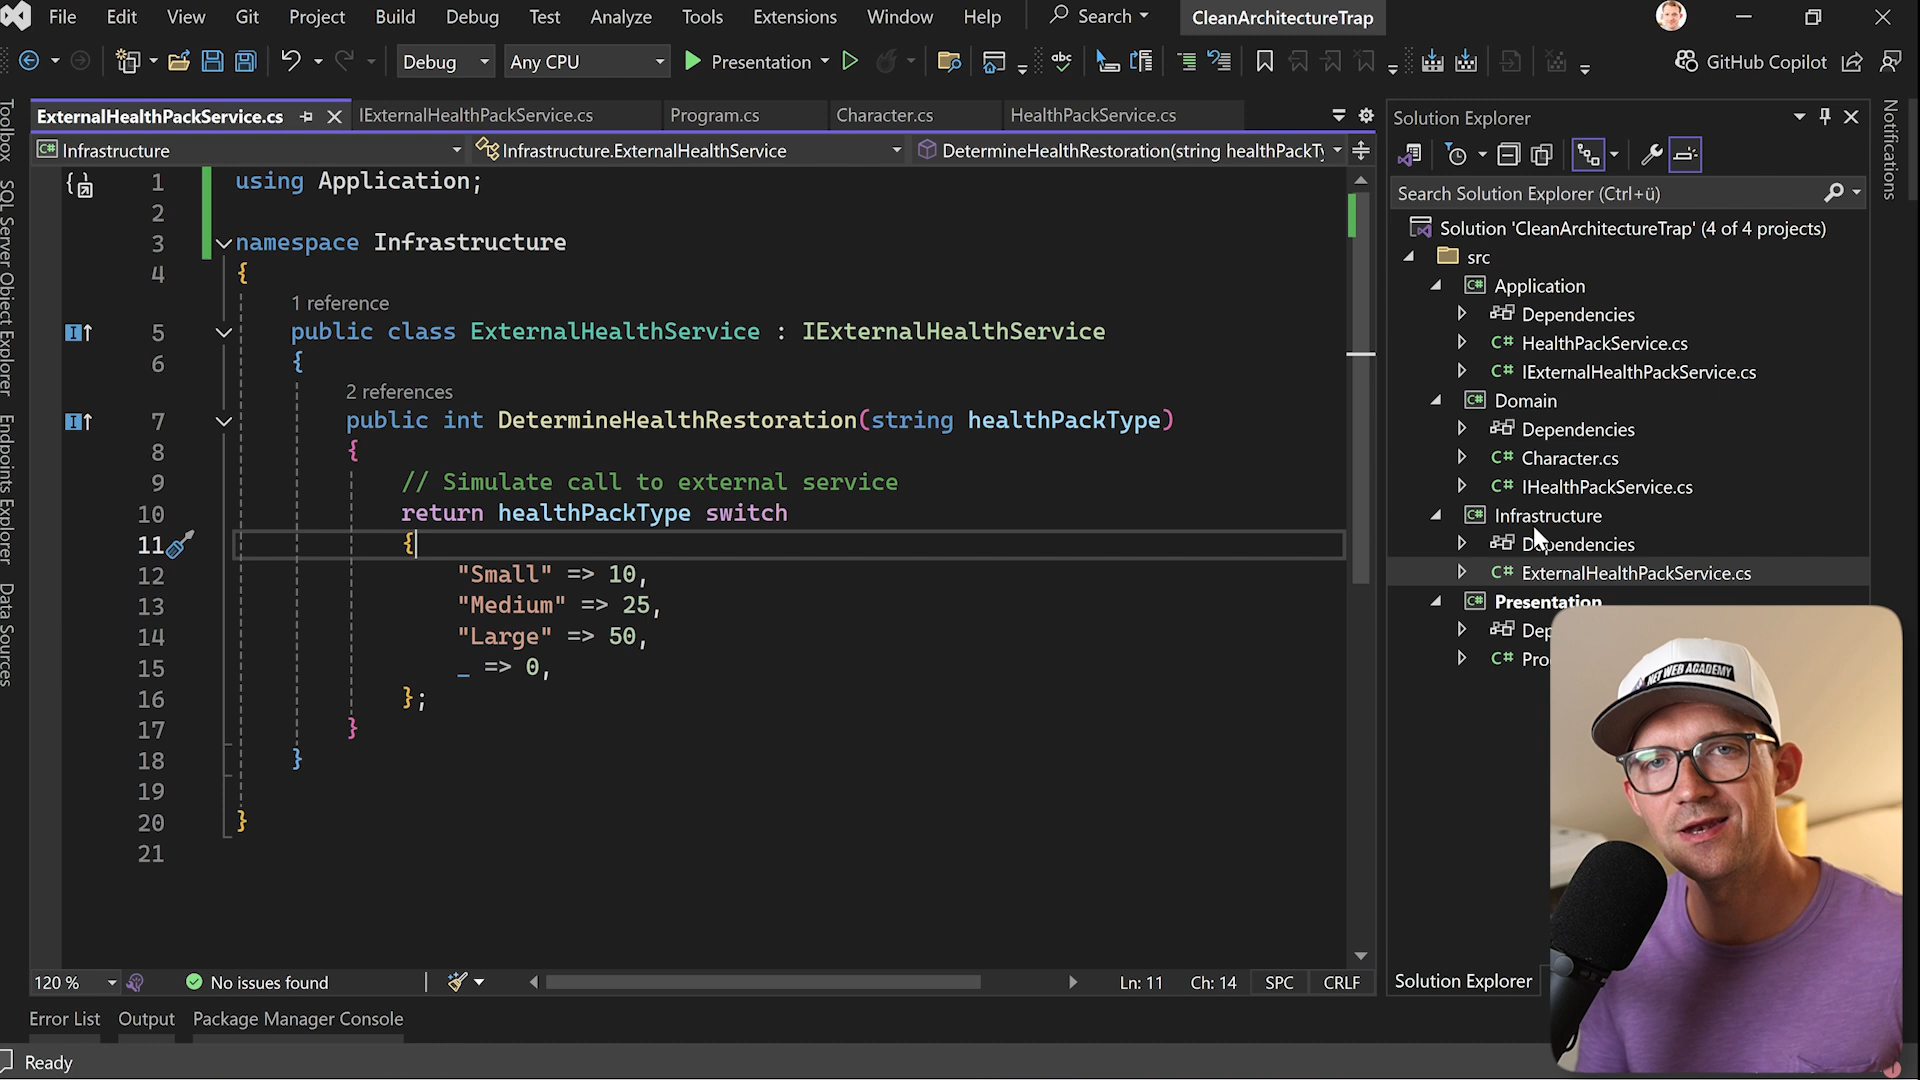 File Edit View Git Project Build Debug Test Analyze Tools Extensions Window Help Search CleanArchitectureTrap
Debug Any CPU Presentation GitHub Copilot
ExternalHealthPackService.cs IExternalHealthPackService.cs Program.cs Character.cs HealthPackService.cs
Infrastructure Infrastructure.ExternalHealthService DetermineHealthRestoration(string healthPackTy
1 using Application;
2
3 namespace Infrastructure
4 {
1 reference
5 public class ExternalHealthService : IExternalHealthService
6 {
2 references
7 public int DetermineHealthRestoration(string healthPackType)
8 {
9 // Simulate call to external service
10 return healthPackType switch
11 {
12 "Small" => 10,
13 "Medium" => 25,
14 "Large" => 50,
15 _ => 0,
16 };
17 }
18 }
19
20 }
21
120 % No issues found Ln: 11 Ch: 14 SPC CRLF
Error List Output Package Manager Console
Ready
Toolbox
SQL Server Object Explorer
Endpoints Explorer
Data Sources
Solution Explorer
Search Solution Explorer (Ctrl+ü)
Solution 'CleanArchitectureTrap' (4 of 4 projects)
src
Application
Dependencies
HealthPackService.cs
IExternalHealthPackService.cs
Domain
Dependencies
Character.cs
IHealthPackService.cs
Infrastructure
Dependencies
ExternalHealthPackService.cs
Presentation
Dep
Pro
Solution Explorer
Notifications
NET WEB ACADEMY